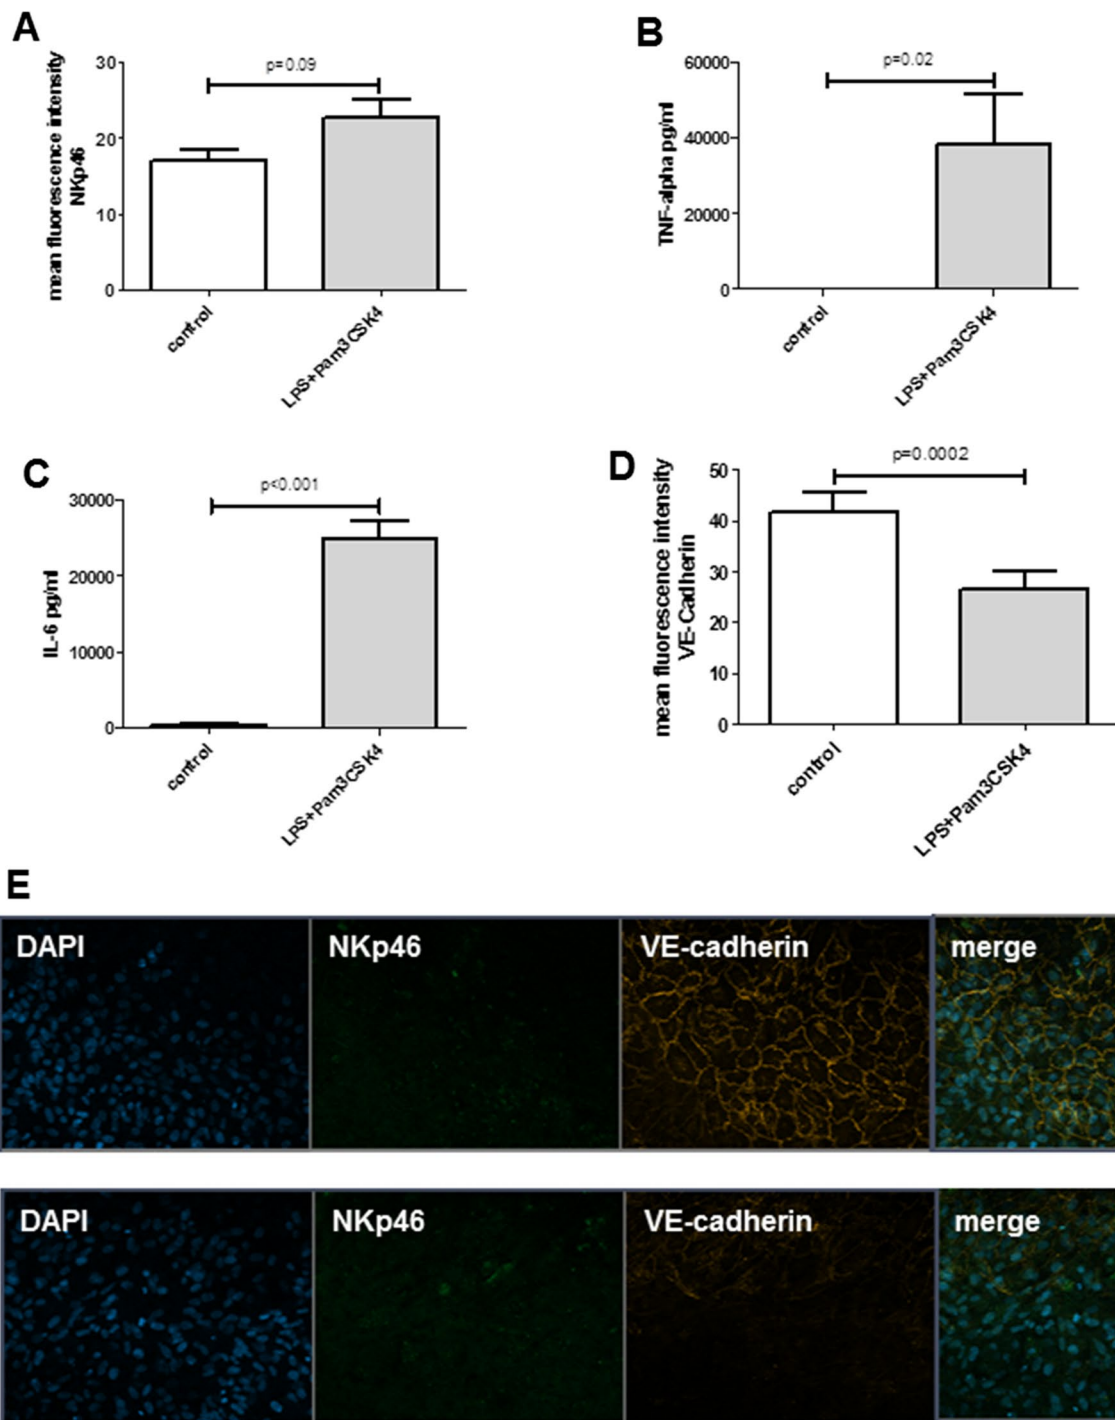 A
mean fluorescence intensity
NKp46
30
20
10
0
p=0.09
control
LPS+Pam3CSK4
B
TNF-alpha pg/ml
60000
40000
20000
0
p=0.02
control
LPS+Pam3CSK4
C
IL-6 pg/ml
30000
20000
10000
0
p<0.001
control
LPS+Pam3CSK4
D
mean fluorescence intensity
VE-Cadherin
50
40
30
20
10
0
p=0.0002
control
LPS+Pam3CSK4
E
DAPI
NKp46
VE-cadherin
merge
DAPI
NKp46
VE-cadherin
merge